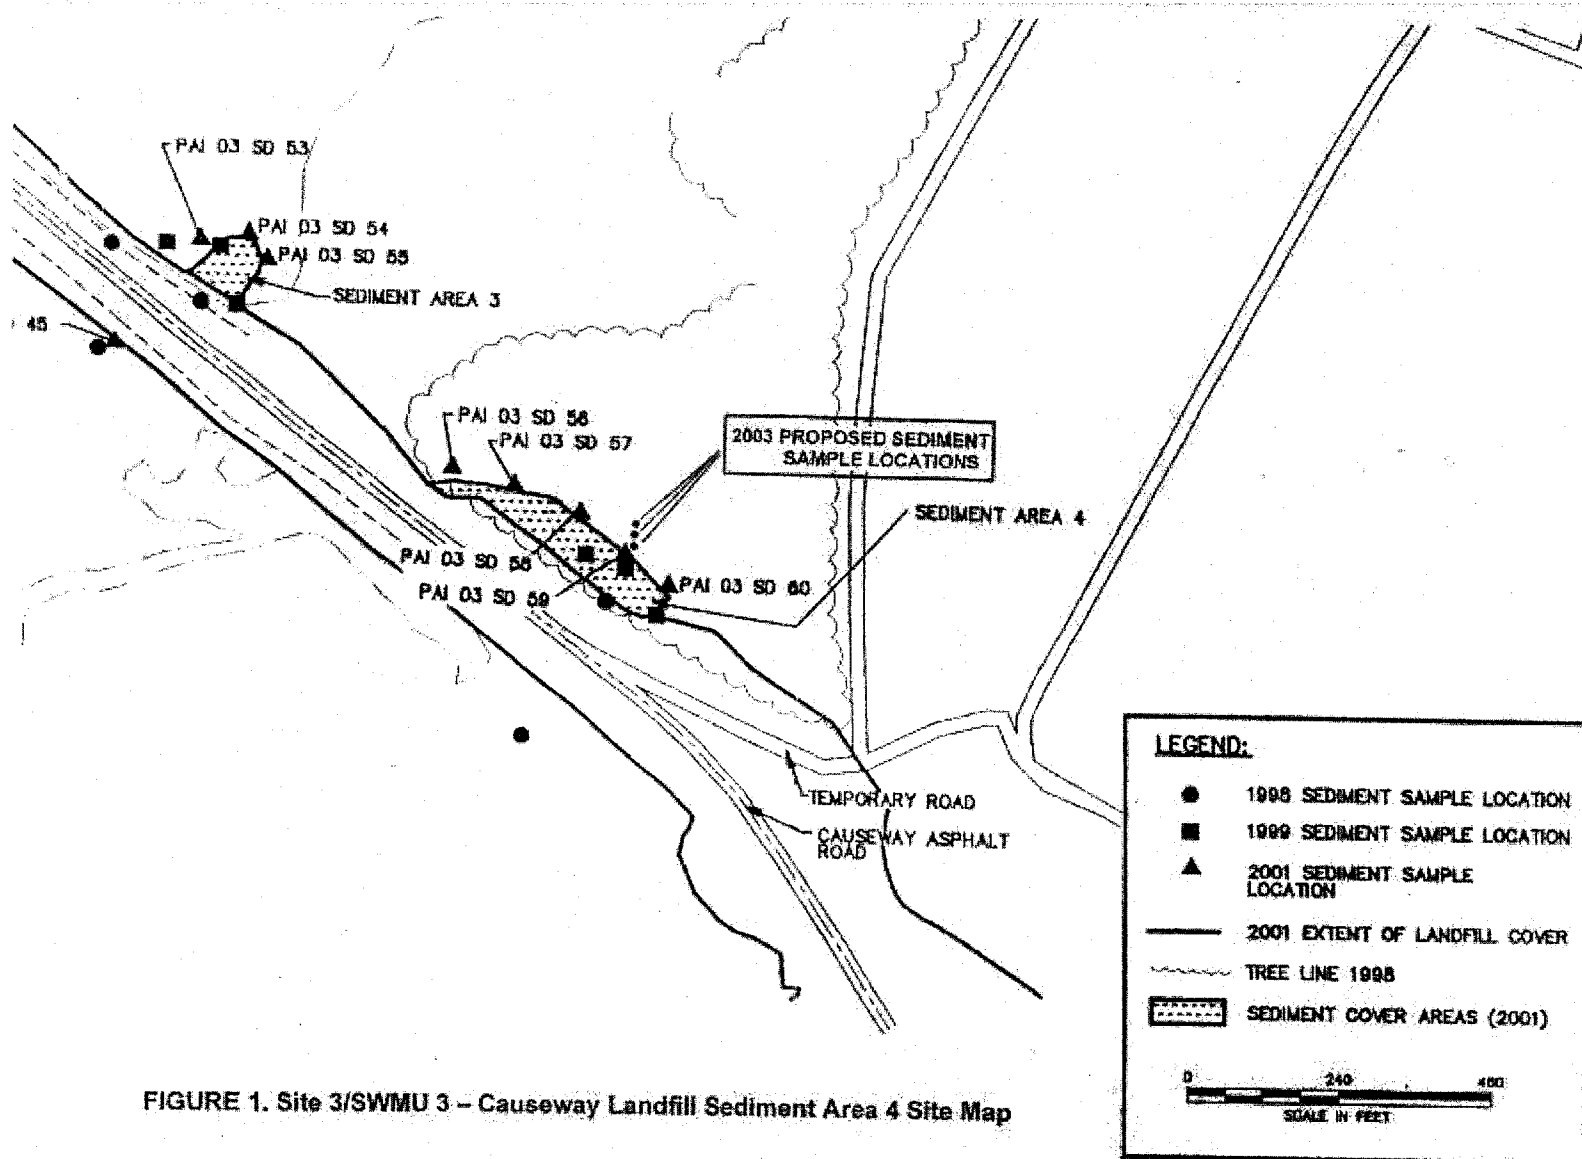 PAI 03 SD 53
PAI 03 SD 54
PAI 03 SD 55
SEDIMENT AREA 3
45
PAI 03 SD 56
PAI 03 SD 57
2003 PROPOSED SEDIMENT
SAMPLE LOCATIONS
SEDIMENT AREA 4
PAI 03 SD 58
PAI 03 SD 59
PAI 03 SD 60
TEMPORARY ROAD
CAUSEWAY ASPHALT
ROAD
LEGEND:
1998 SEDIMENT SAMPLE LOCATION
1999 SEDIMENT SAMPLE LOCATION
2001 SEDIMENT SAMPLE
LOCATION
2001 EXTENT OF LANDFILL COVER
TREE LINE 1998
SEDIMENT COVER AREAS (2001)
0 240 480
SCALE IN FEET
FIGURE 1. Site 3/SWMU 3 – Causeway Landfill Sediment Area 4 Site Map